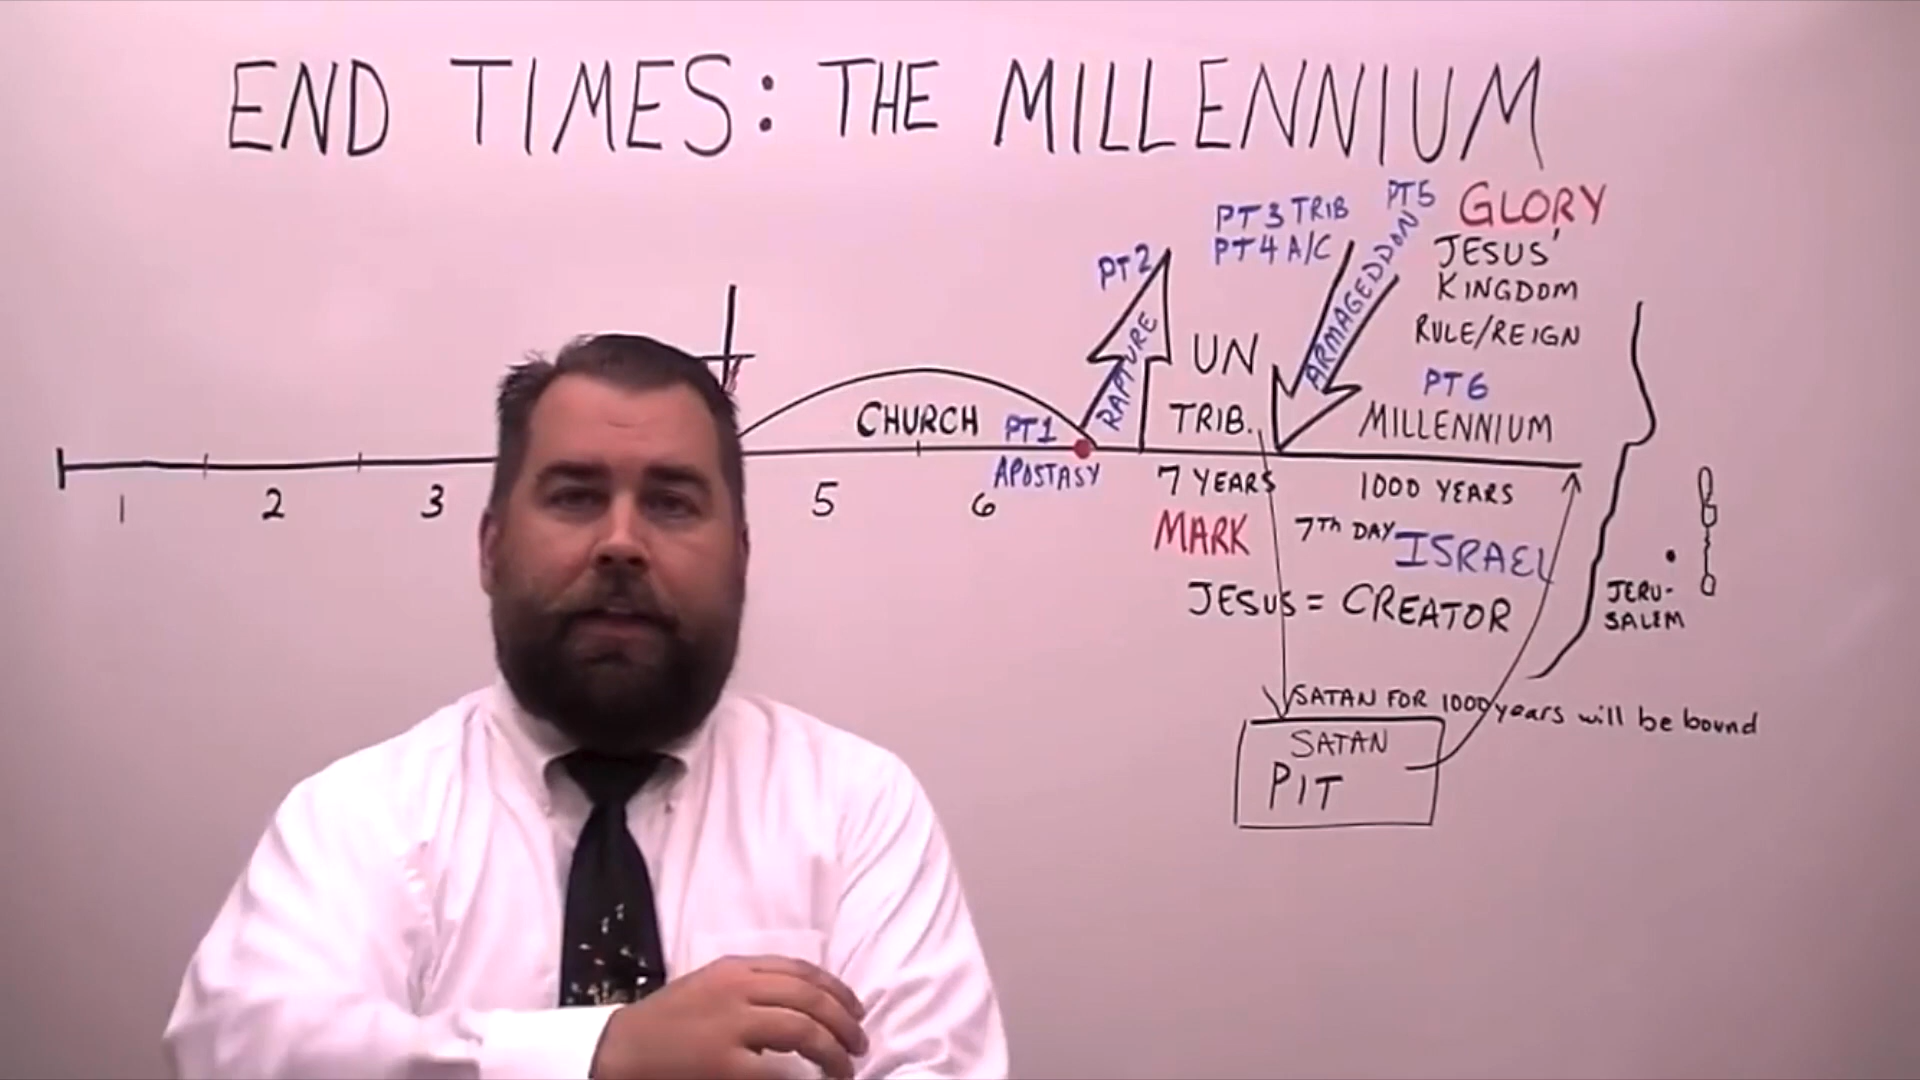 END TIMES: THE MILLENNIUM
PT5
GLORY
PT3 TRIB
PT4 A/C
JESUS'
KINGDOM
RULE/REIGN
PT2
RAPTURE
ARMAGEDDON
UN
TRIB.
PT6
MILLENNIUM
CHURCH
PT1
APOSTASY
1 2 3 5 6
7 YEARS
1000 YEARS
MARK
7TH DAY
ISRAEL
JESUS = CREATOR
JERU-
SALEM
SATAN FOR 1000 years will be bound
SATAN
PIT